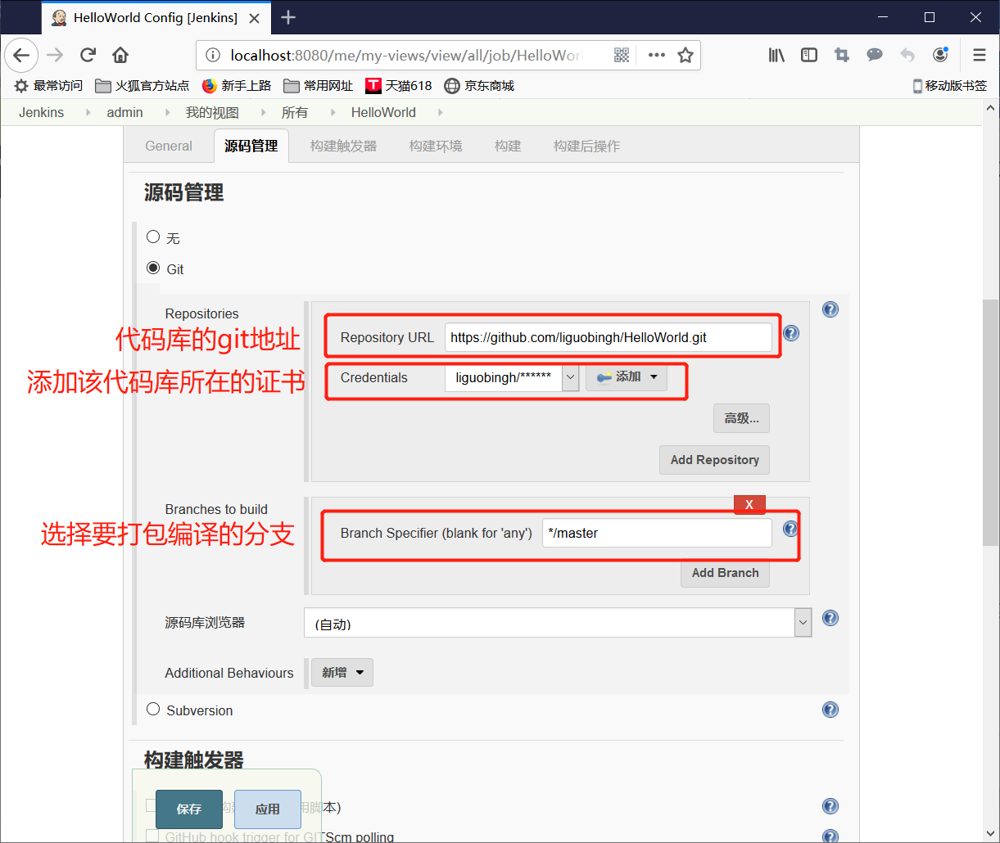 HelloWorld Config [Jenkins]
localhost:8080/me/my-views/view/all/job/HelloWor
最常访问 火狐官方站点 新手上路 常用网址 天猫618 京东商城 移动版书签
Jenkins admin 我的视图 所有 HelloWorld
General 源码管理 构建触发器 构建环境 构建 构建后操作
源码管理
无
Git
Repositories
代码库的git地址
Repository URL https://github.com/liguobingh/HelloWorld.git
添加该代码库所在的证书
Credentials liguobingh/****** 添加
高级...
Add Repository
Branches to build
X
选择要打包编译的分支
Branch Specifier (blank for 'any') */master
Add Branch
源码库浏览器 (自动)
Additional Behaviours 新增
Subversion
构建触发器
保存 应用 用脚本)
GitHub hook trigger for GITScm polling